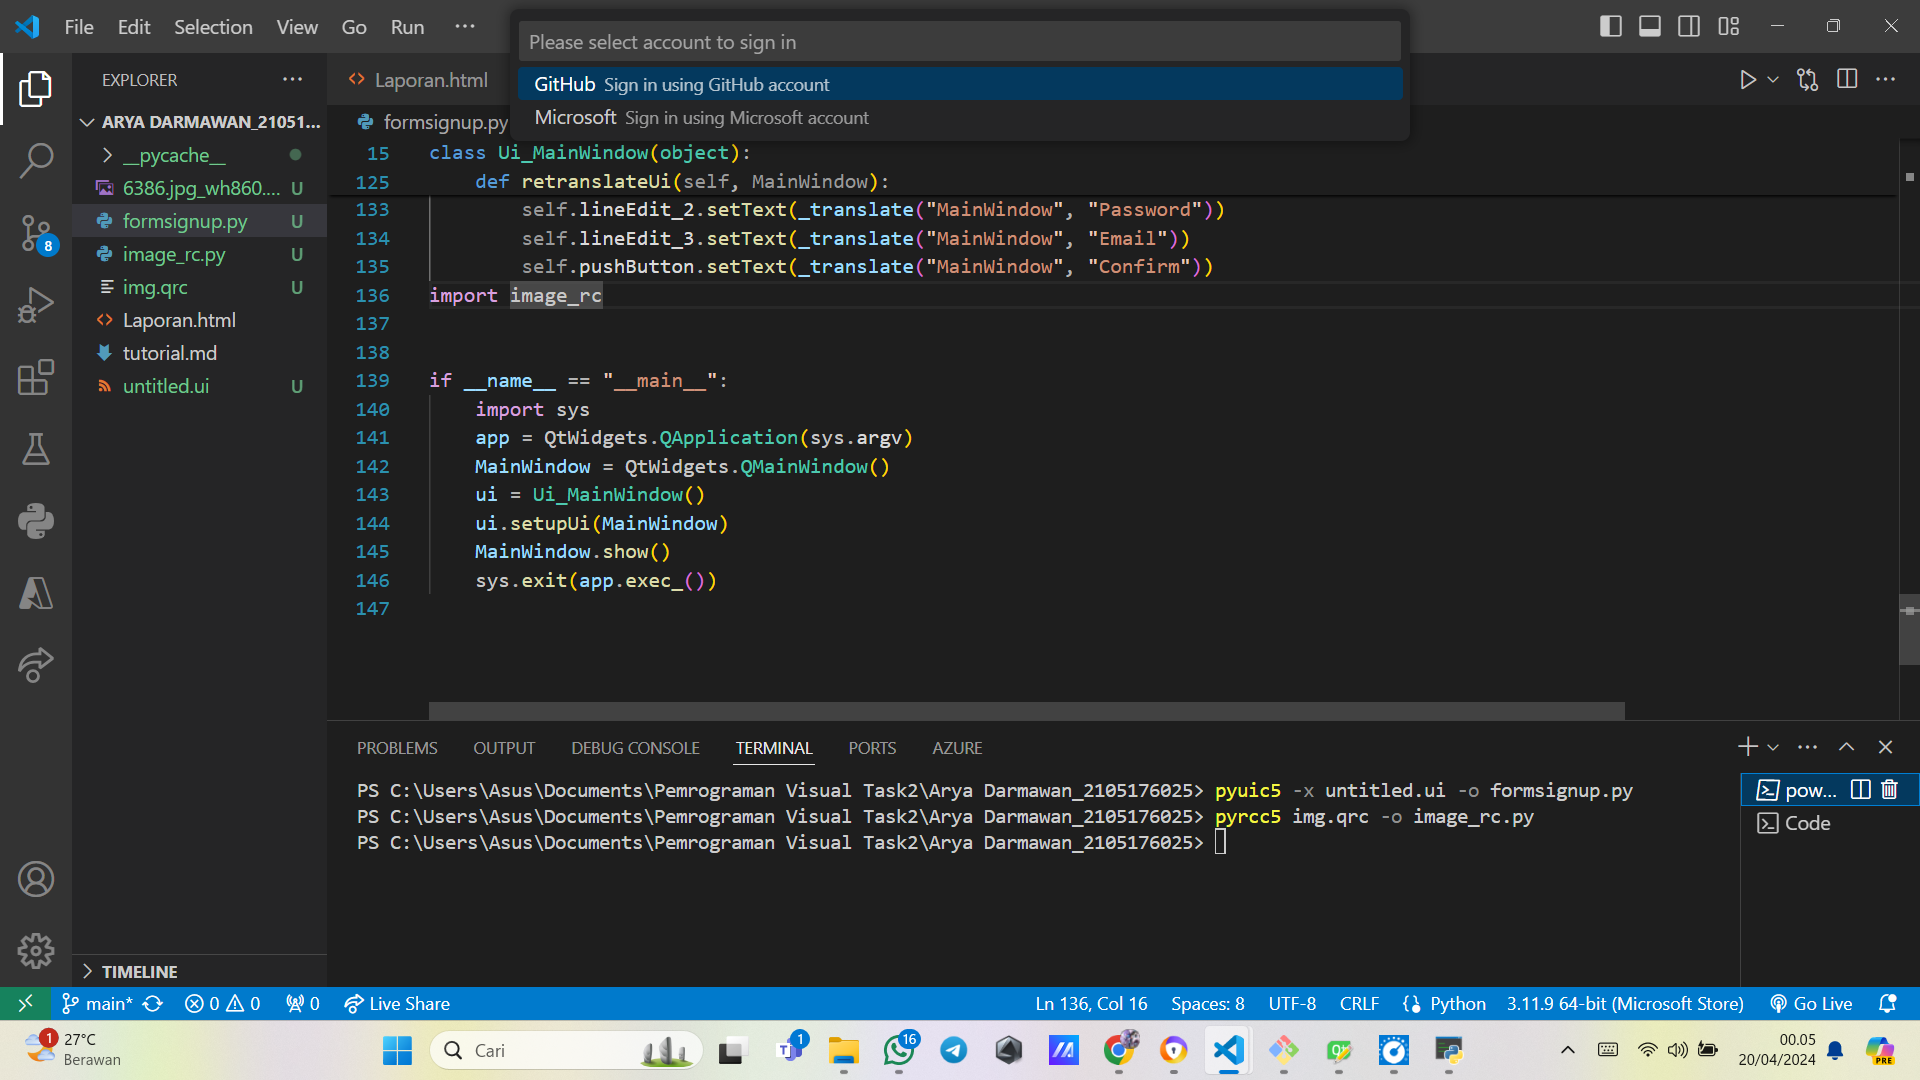 File Edit Selection View Go Run ···
Please select account to sign in
GitHub Sign in using GitHub account
Microsoft Sign in using Microsoft account
EXPLORER
ARYA DARMAWAN_21051...
__pycache__
6386.jpg_wh860.... U
formsignup.py U
image_rc.py U
img.qrc U
Laporan.html
tutorial.md
untitled.ui U
TIMELINE
8
Laporan.html
formsignup.py
15 class Ui_MainWindow(object):
125 def retranslateUi(self, MainWindow):
133 self.lineEdit_2.setText(_translate("MainWindow", "Password"))
134 self.lineEdit_3.setText(_translate("MainWindow", "Email"))
135 self.pushButton.setText(_translate("MainWindow", "Confirm"))
136 import image_rc
137
138
139 if __name__ == "__main__":
140 import sys
141 app = QtWidgets.QApplication(sys.argv)
142 MainWindow = QtWidgets.QMainWindow()
143 ui = Ui_MainWindow()
144 ui.setupUi(MainWindow)
145 MainWindow.show()
146 sys.exit(app.exec_())
147
PROBLEMS OUTPUT DEBUG CONSOLE TERMINAL PORTS AZURE
PS C:\Users\Asus\Documents\Pemrograman Visual Task2\Arya Darmawan_2105176025> pyuic5 -x untitled.ui -o formsignup.py
PS C:\Users\Asus\Documents\Pemrograman Visual Task2\Arya Darmawan_2105176025> pyrcc5 img.qrc -o image_rc.py
PS C:\Users\Asus\Documents\Pemrograman Visual Task2\Arya Darmawan_2105176025>
pow...
Code
main* 0 0 0 Live Share Ln 136, Col 16 Spaces: 8 UTF-8 CRLF Python 3.11.9 64-bit (Microsoft Store) Go Live
1 27°C
Berawan
Cari
1
16
PRE
00.05
20/04/2024